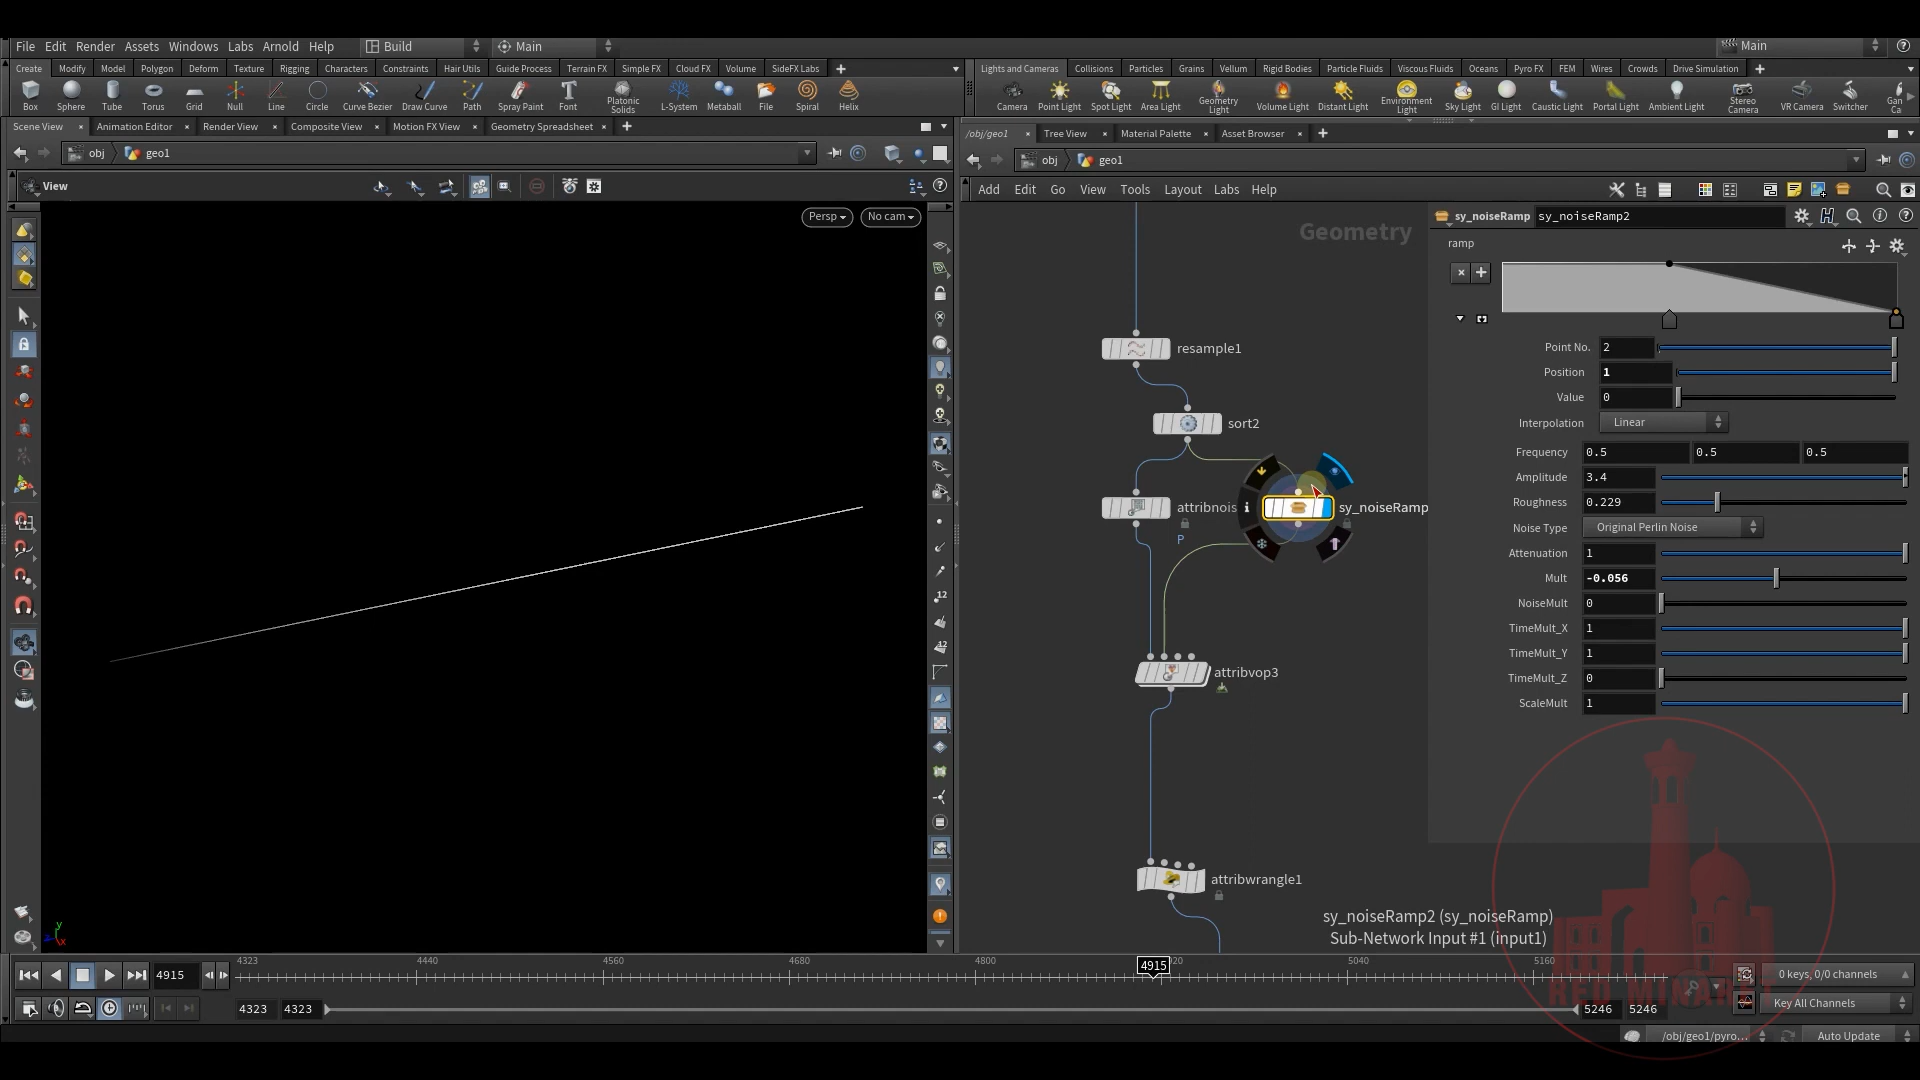 File Edit Render Assets Windows Labs Arnold Help Build Main Main
Create Modify Model Polygon Deform Texture Rigging Characters Constraints Hair Utils Guide Process Terrain FX Simple FX Cloud FX Volume SideFX Labs
Lights and Cameras Collisions Particles Grains Vellum Rigid Bodies Particle Fluids Viscous Fluids Oceans Pyro FX FEM Wires Crowds Drive Simulation
Box Sphere Tube Torus Grid Null Line Circle Curve Bezier Draw Curve Path Spray Paint Font Platonic Solids L-System Metaball File Spiral Helix
Camera Point Light Spot Light Area Light Geometry Light Volume Light Distant Light Environment Light Sky Light GI Light Caustic Light Portal Light Ambient Light Stereo Camera VR Camera Switcher
Scene View Animation Editor Render View Composite View Motion FX View Geometry Spreadsheet
/obj/geo1 Tree View Material Palette Asset Browser
obj geo1
obj geo1
View
Add Edit Go View Tools Layout Labs Help
Persp No cam
Geometry
sy_noiseRamp sy_noiseRamp2
ramp
resample1
sort2
attribnois
P
sy_noiseRamp
attribvop3
attribwrangle1
Point No. 2
Position 1
Value 0
Interpolation Linear
Frequency 0.5 0.5 0.5
Amplitude 3.4
Roughness 0.229
Noise Type Original Perlin Noise
Attenuation 1
Mult -0.056
NoiseMult 0
TimeMult_X 1
TimeMult_Y 1
TimeMult_Z 0
ScaleMult 1
12
12
y
x
sy_noiseRamp2 (sy_noiseRamp)
Sub-Network Input #1 (input1)
RED MINARET
4915
4323 4440 4560 4680 4800 4915 5040 5160
0 keys, 0/0 channels
4323 4323 5246 5246
Key All Channels
/obj/geo1/pyro... Auto Update